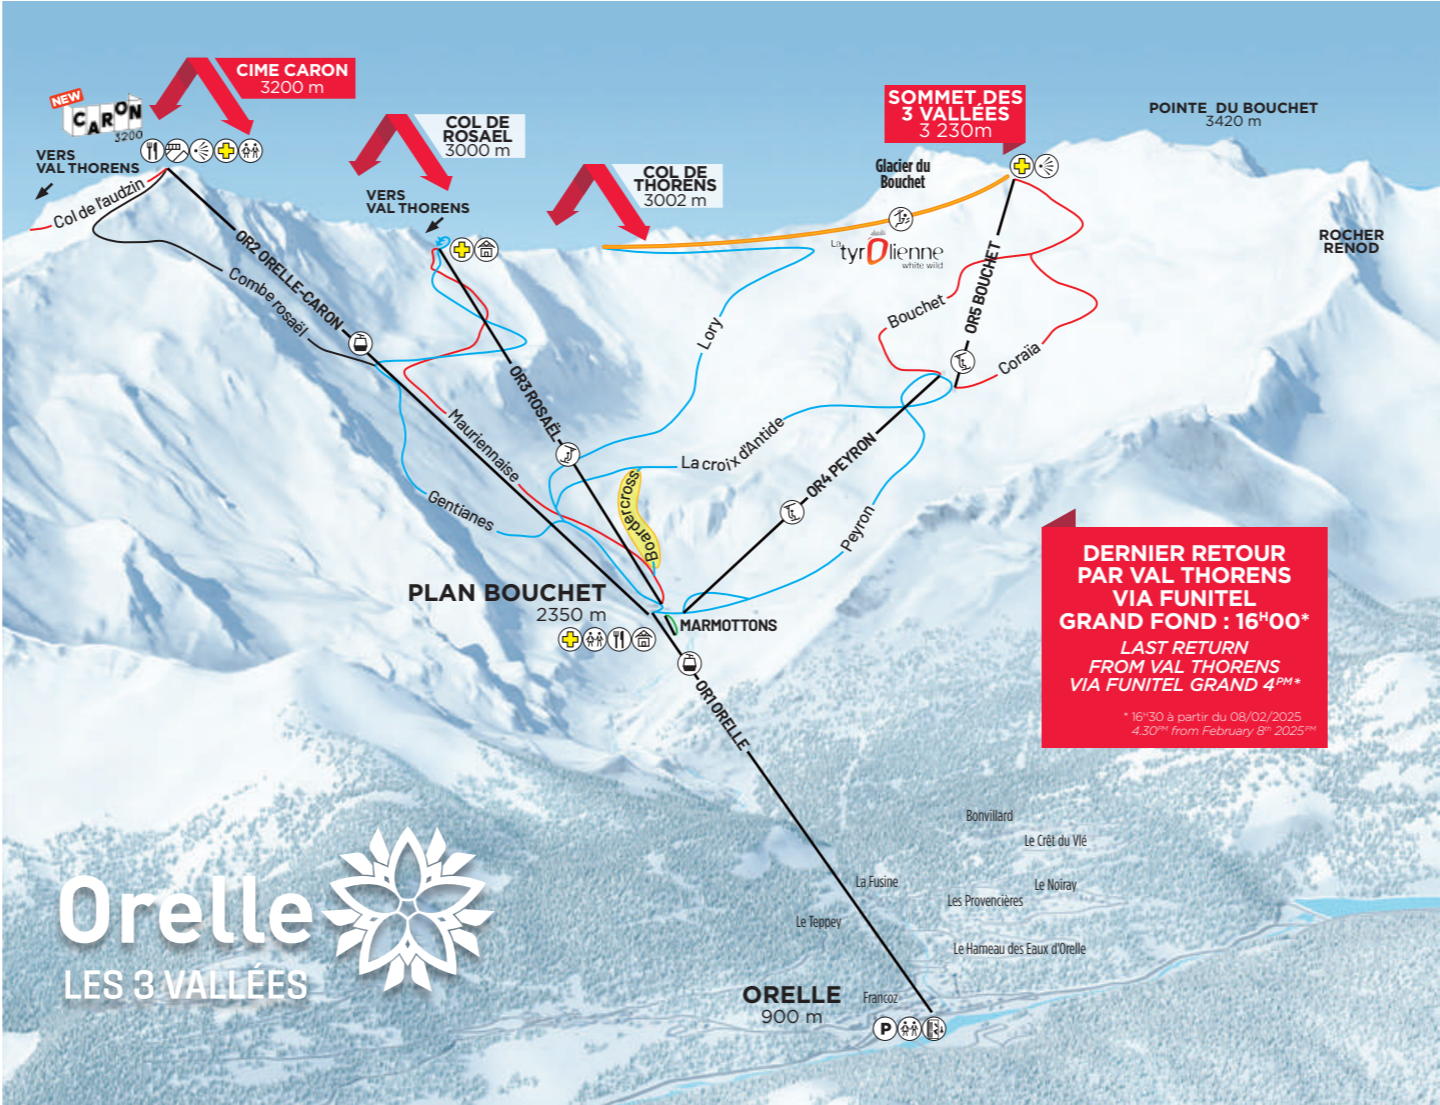 CIME CARON
3200 m
NEW
CARON
3200
VERS
VAL THORENS
Col de l'audzin
COL DE
ROSAEL
3000 m
VERS
VAL THORENS
COL DE
THORENS
3002 m
SOMMET DES
3 VALLÉES
3 230m
Glacier du
Bouchet
POINTE DU BOUCHET
3420 m
ROCHER
RENOD
La
tyrOlienne
white wild
OR2 ORELLE-CARON
Combe rosaël
OR3 ROSAËL
Mauriennaise
Gentianes
Lory
La croix d'Antide
Boardercross
OR4 PEYRON
Peyron
Bouchet
OR5 BOUCHET
Coraïa
PLAN BOUCHET
2350 m
MARMOTTONS
OR1 ORELLE
DERNIER RETOUR
PAR VAL THORENS
VIA FUNITEL
GRAND FOND : 16H00*
LAST RETURN
FROM VAL THORENS
VIA FUNITEL GRAND 4PM*
* 16H30 à partir du 08/02/2025
4.30PM from February 8th 2025PM
Bonvillard
Le Crêt du Vlé
La Fusine
Le Noiray
Les Provencières
Le Teppey
Le Hameau des Eaux d'Orelle
Francoz
ORELLE
900 m
P
Orelle
LES 3 VALLÉES